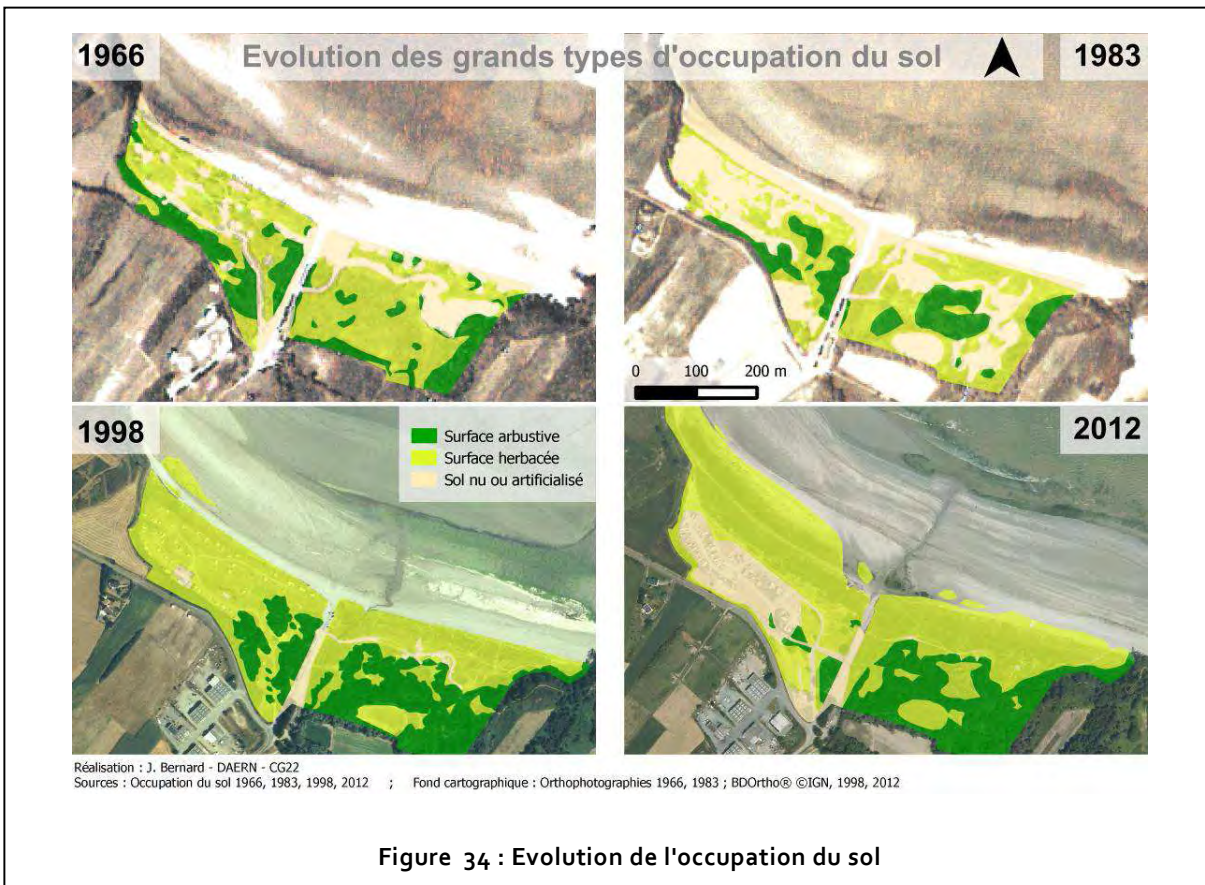 1966
Evolution des grands types d'occupation du sol
1983
0 100 200 m
1998
Surface arbustive
Surface herbacée
Sol nu ou artificialisé
2012
Réalisation : J. Bernard - DAERN - CG22
Sources : Occupation du sol 1966, 1983, 1998, 2012 ; Fond cartographique : Orthophotographies 1966, 1983 ; BDOrtho® ©IGN, 1998, 2012
Figure 34 : Evolution de l'occupation du sol